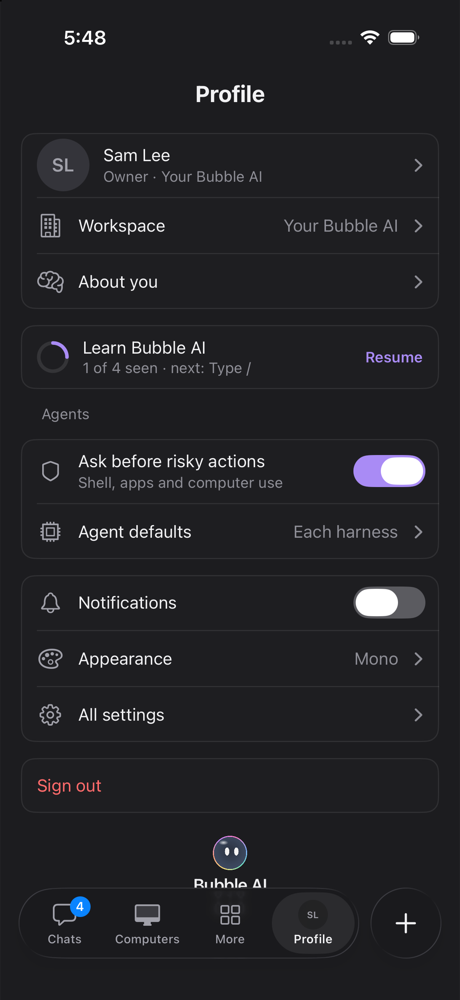 5:48
Profile
SL
Sam Lee
Owner · Your Bubble AI
Workspace
Your Bubble AI
About you
Learn Bubble AI
1 of 4 seen · next: Type /
Resume
Agents
Ask before risky actions
Shell, apps and computer use
Agent defaults
Each harness
Notifications
Appearance
Mono
All settings
Sign out
Bubble AI
4
Chats
Computers
More
SL
Profile